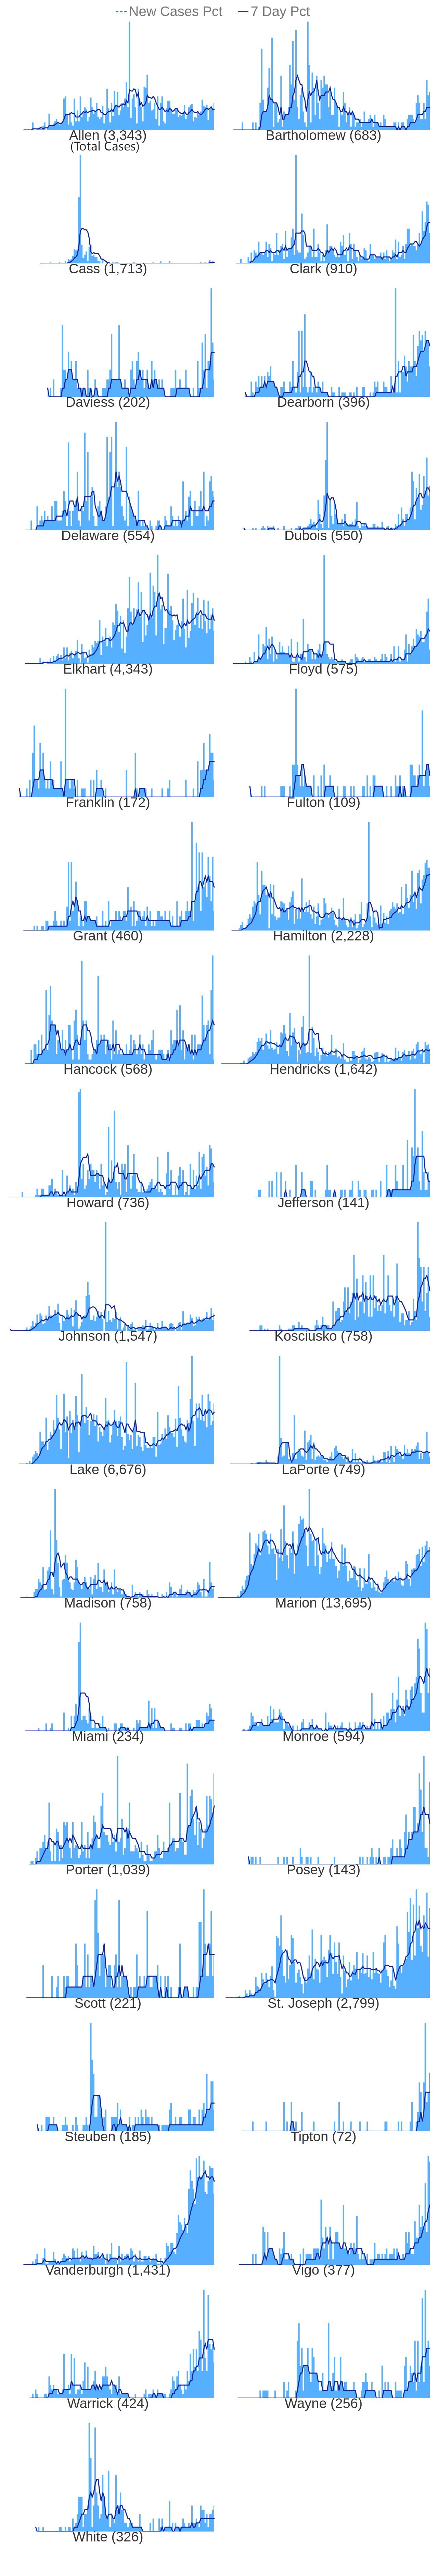 New Cases Pct 7 Day Pct
Allen (3,343) Bartholomew (683)
(Total Cases)
Cass (1,713) Clark (910)
Daviess (202) Dearborn (396)
Delaware (554) Dubois (550)
Elkhart (4,343) Floyd (575)
Franklin (172) Fulton (109)
Grant (460) Hamilton (2,228)
Hancock (568) Hendricks (1,642)
Howard (736) Jefferson (141)
Johnson (1,547) Kosciusko (758)
Lake (6,676) LaPorte (749)
Madison (758) Marion (13,695)
Miami (234) Monroe (594)
Porter (1,039) Posey (143)
Scott (221) St. Joseph (2,799)
Steuben (185) Tipton (72)
Vanderburgh (1,431) Vigo (377)
Warrick (424) Wayne (256)
White (326)